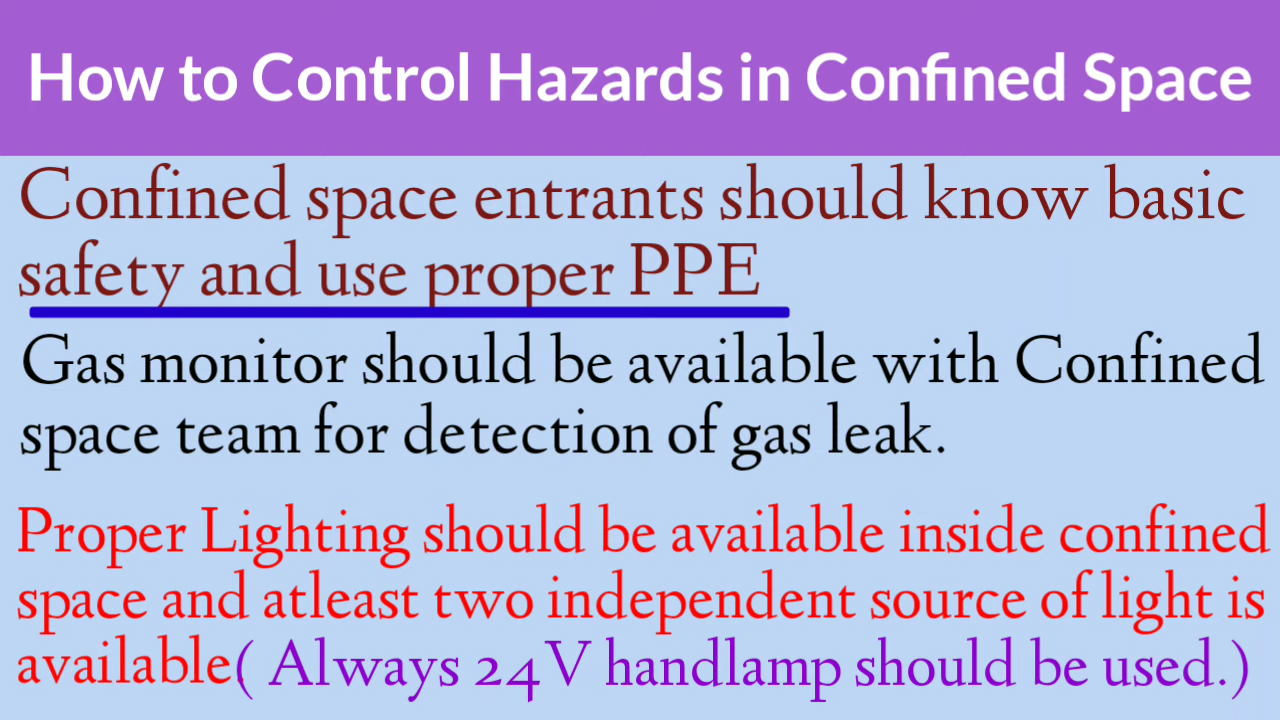 How to Control Hazards in Confined Space
Confined space entrants should know basic
safety and use proper PPE
Gas monitor should be available with Confined
space team for detection of gas leak.
Proper Lighting should be available inside confined
space and atleast two independent source of light is
available( Always 24V handlamp should be used.)